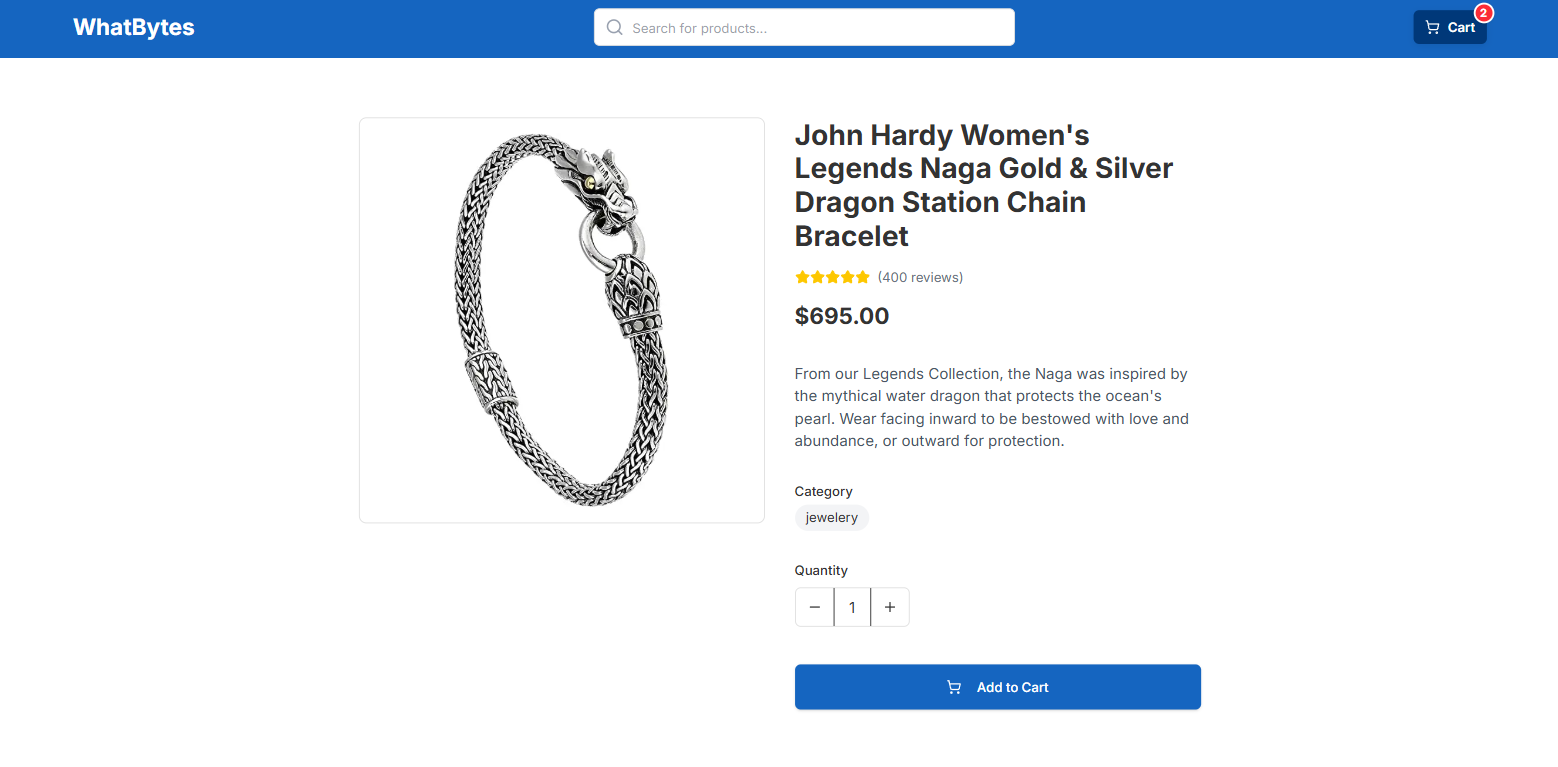 WhatBytes
Search for products...
Cart
2
John Hardy Women's
Legends Naga Gold & Silver
Dragon Station Chain
Bracelet
(400 reviews)
$695.00
From our Legends Collection, the Naga was inspired by
the mythical water dragon that protects the ocean's
pearl. Wear facing inward to be bestowed with love and
abundance, or outward for protection.
Category
jewelery
Quantity
− 1 +
Add to Cart